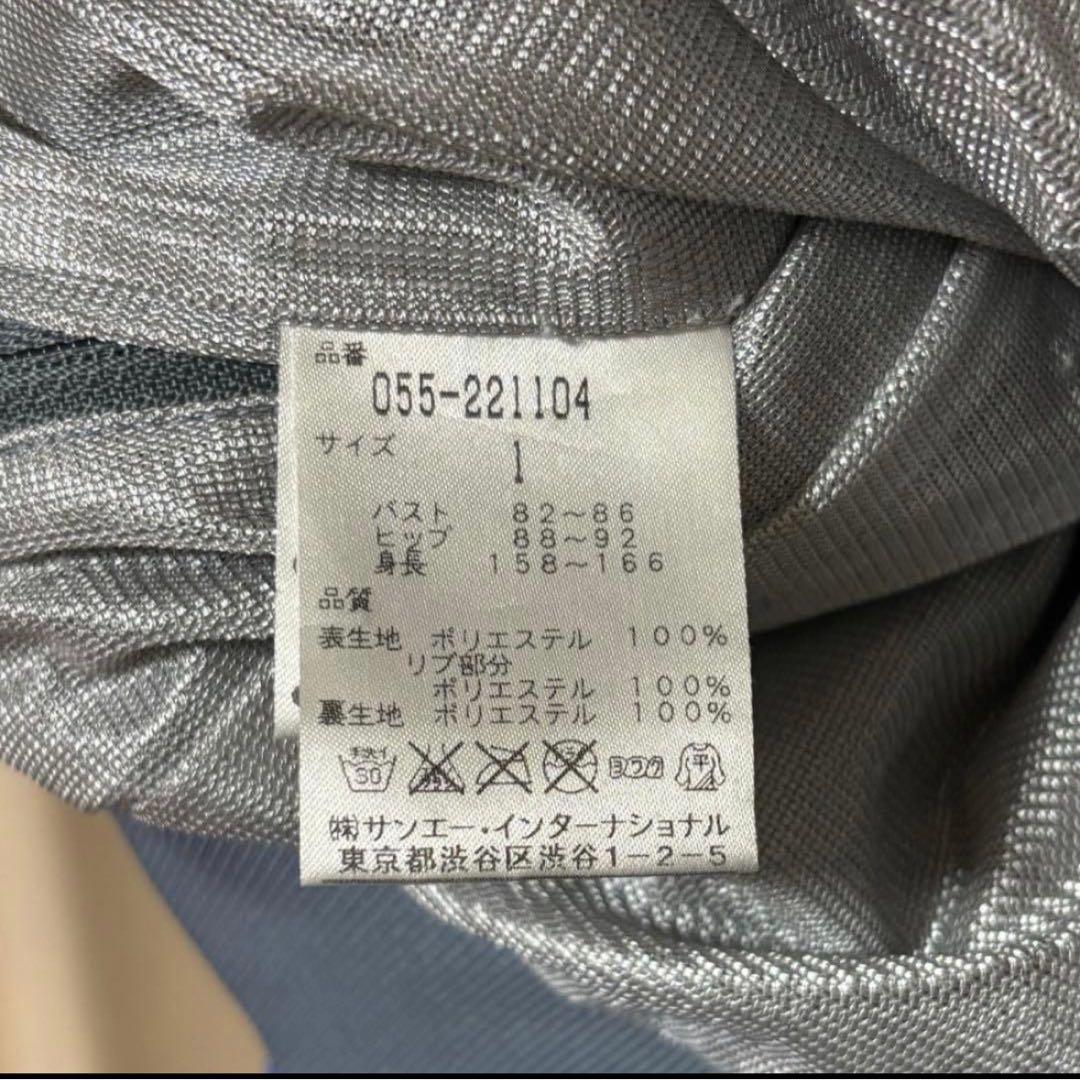 品番
055-221104
サイズ 1
バスト 82〜86
ヒップ 88〜92
身長 158〜166
品質
表生地 ポリエステル 100%
リブ部分
ポリエステル 100%
裏生地 ポリエステル 100%
手洗イ 30 ヨワク 平
㈱サンエー・インターナショナル
東京都渋谷区渋谷1-2-5